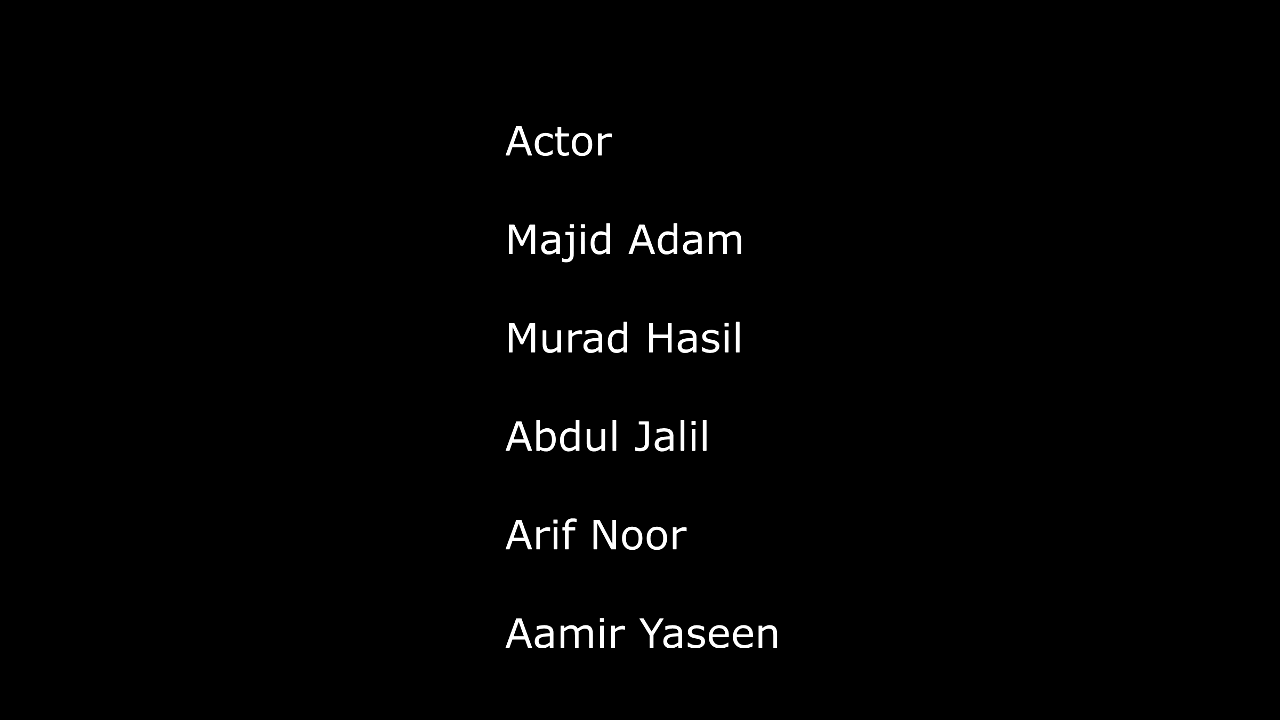 Actor
Majid Adam
Murad Hasil
Abdul Jalil
Arif Noor
Aamir Yaseen